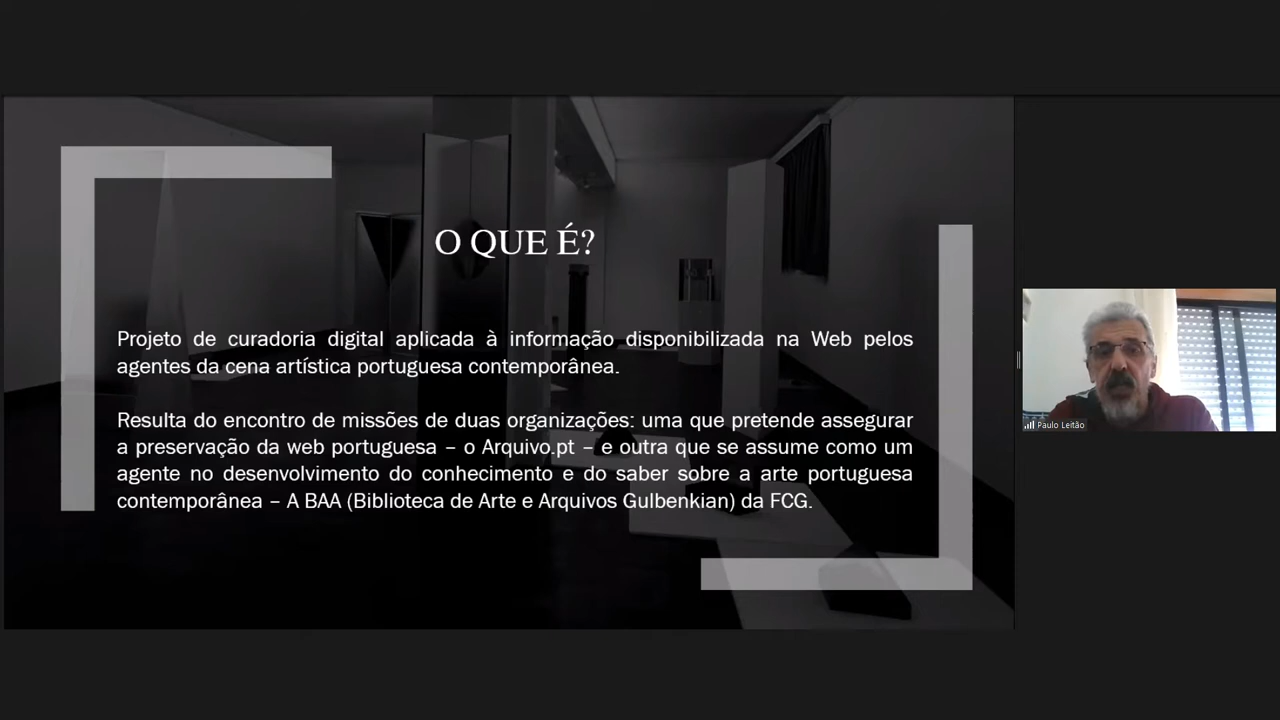 O QUE É?
Projeto de curadoria digital aplicada à informação disponibilizada na Web pelos
agentes da cena artística portuguesa contemporânea.
Resulta do encontro de missões de duas organizações: uma que pretende assegurar
a preservação da web portuguesa – o Arquivo.pt – e outra que se assume como um
agente no desenvolvimento do conhecimento e do saber sobre a arte portuguesa
contemporânea – A BAA (Biblioteca de Arte e Arquivos Gulbenkian) da FCG.
Paulo Leitão